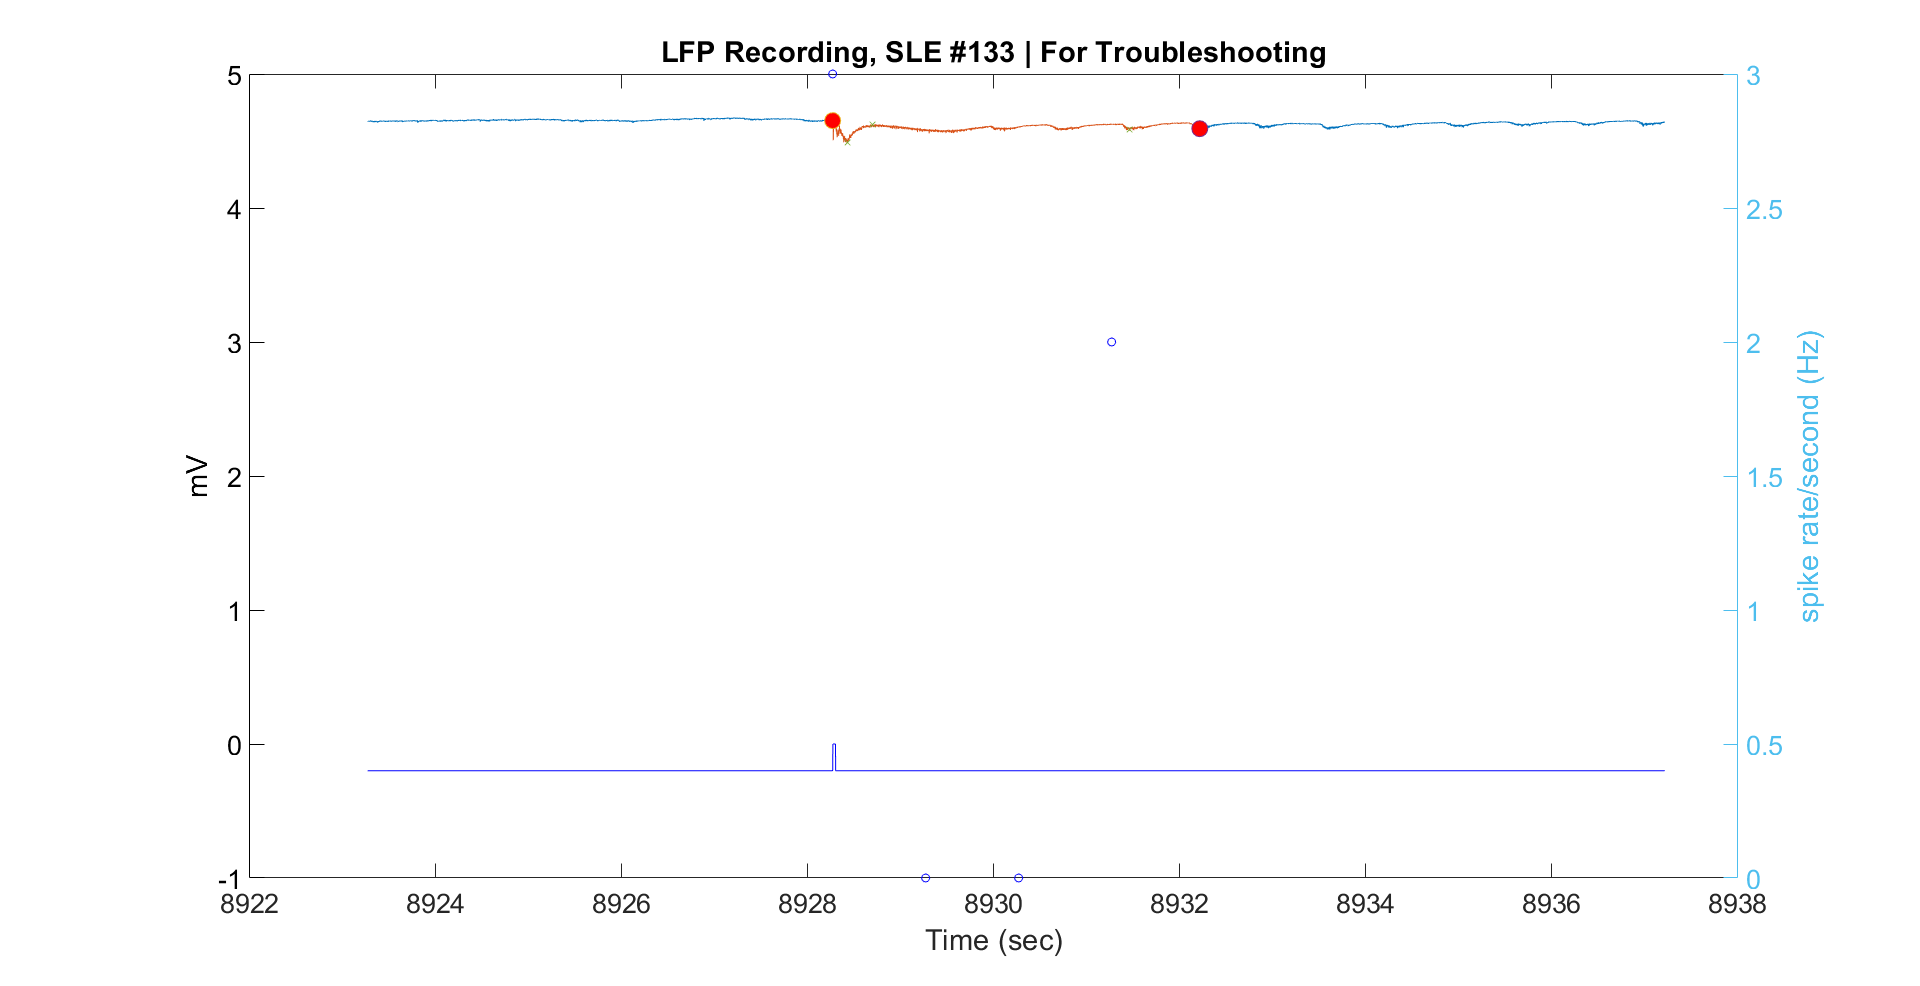 LFP Recording, SLE #133 | For Troubleshooting
5
4
3
2
1
0
-1
mV
3
2.5
2
1.5
1
0.5
0
spike rate/second (Hz)
8922 8924 8926 8928 8930 8932 8934 8936 8938
Time (sec)